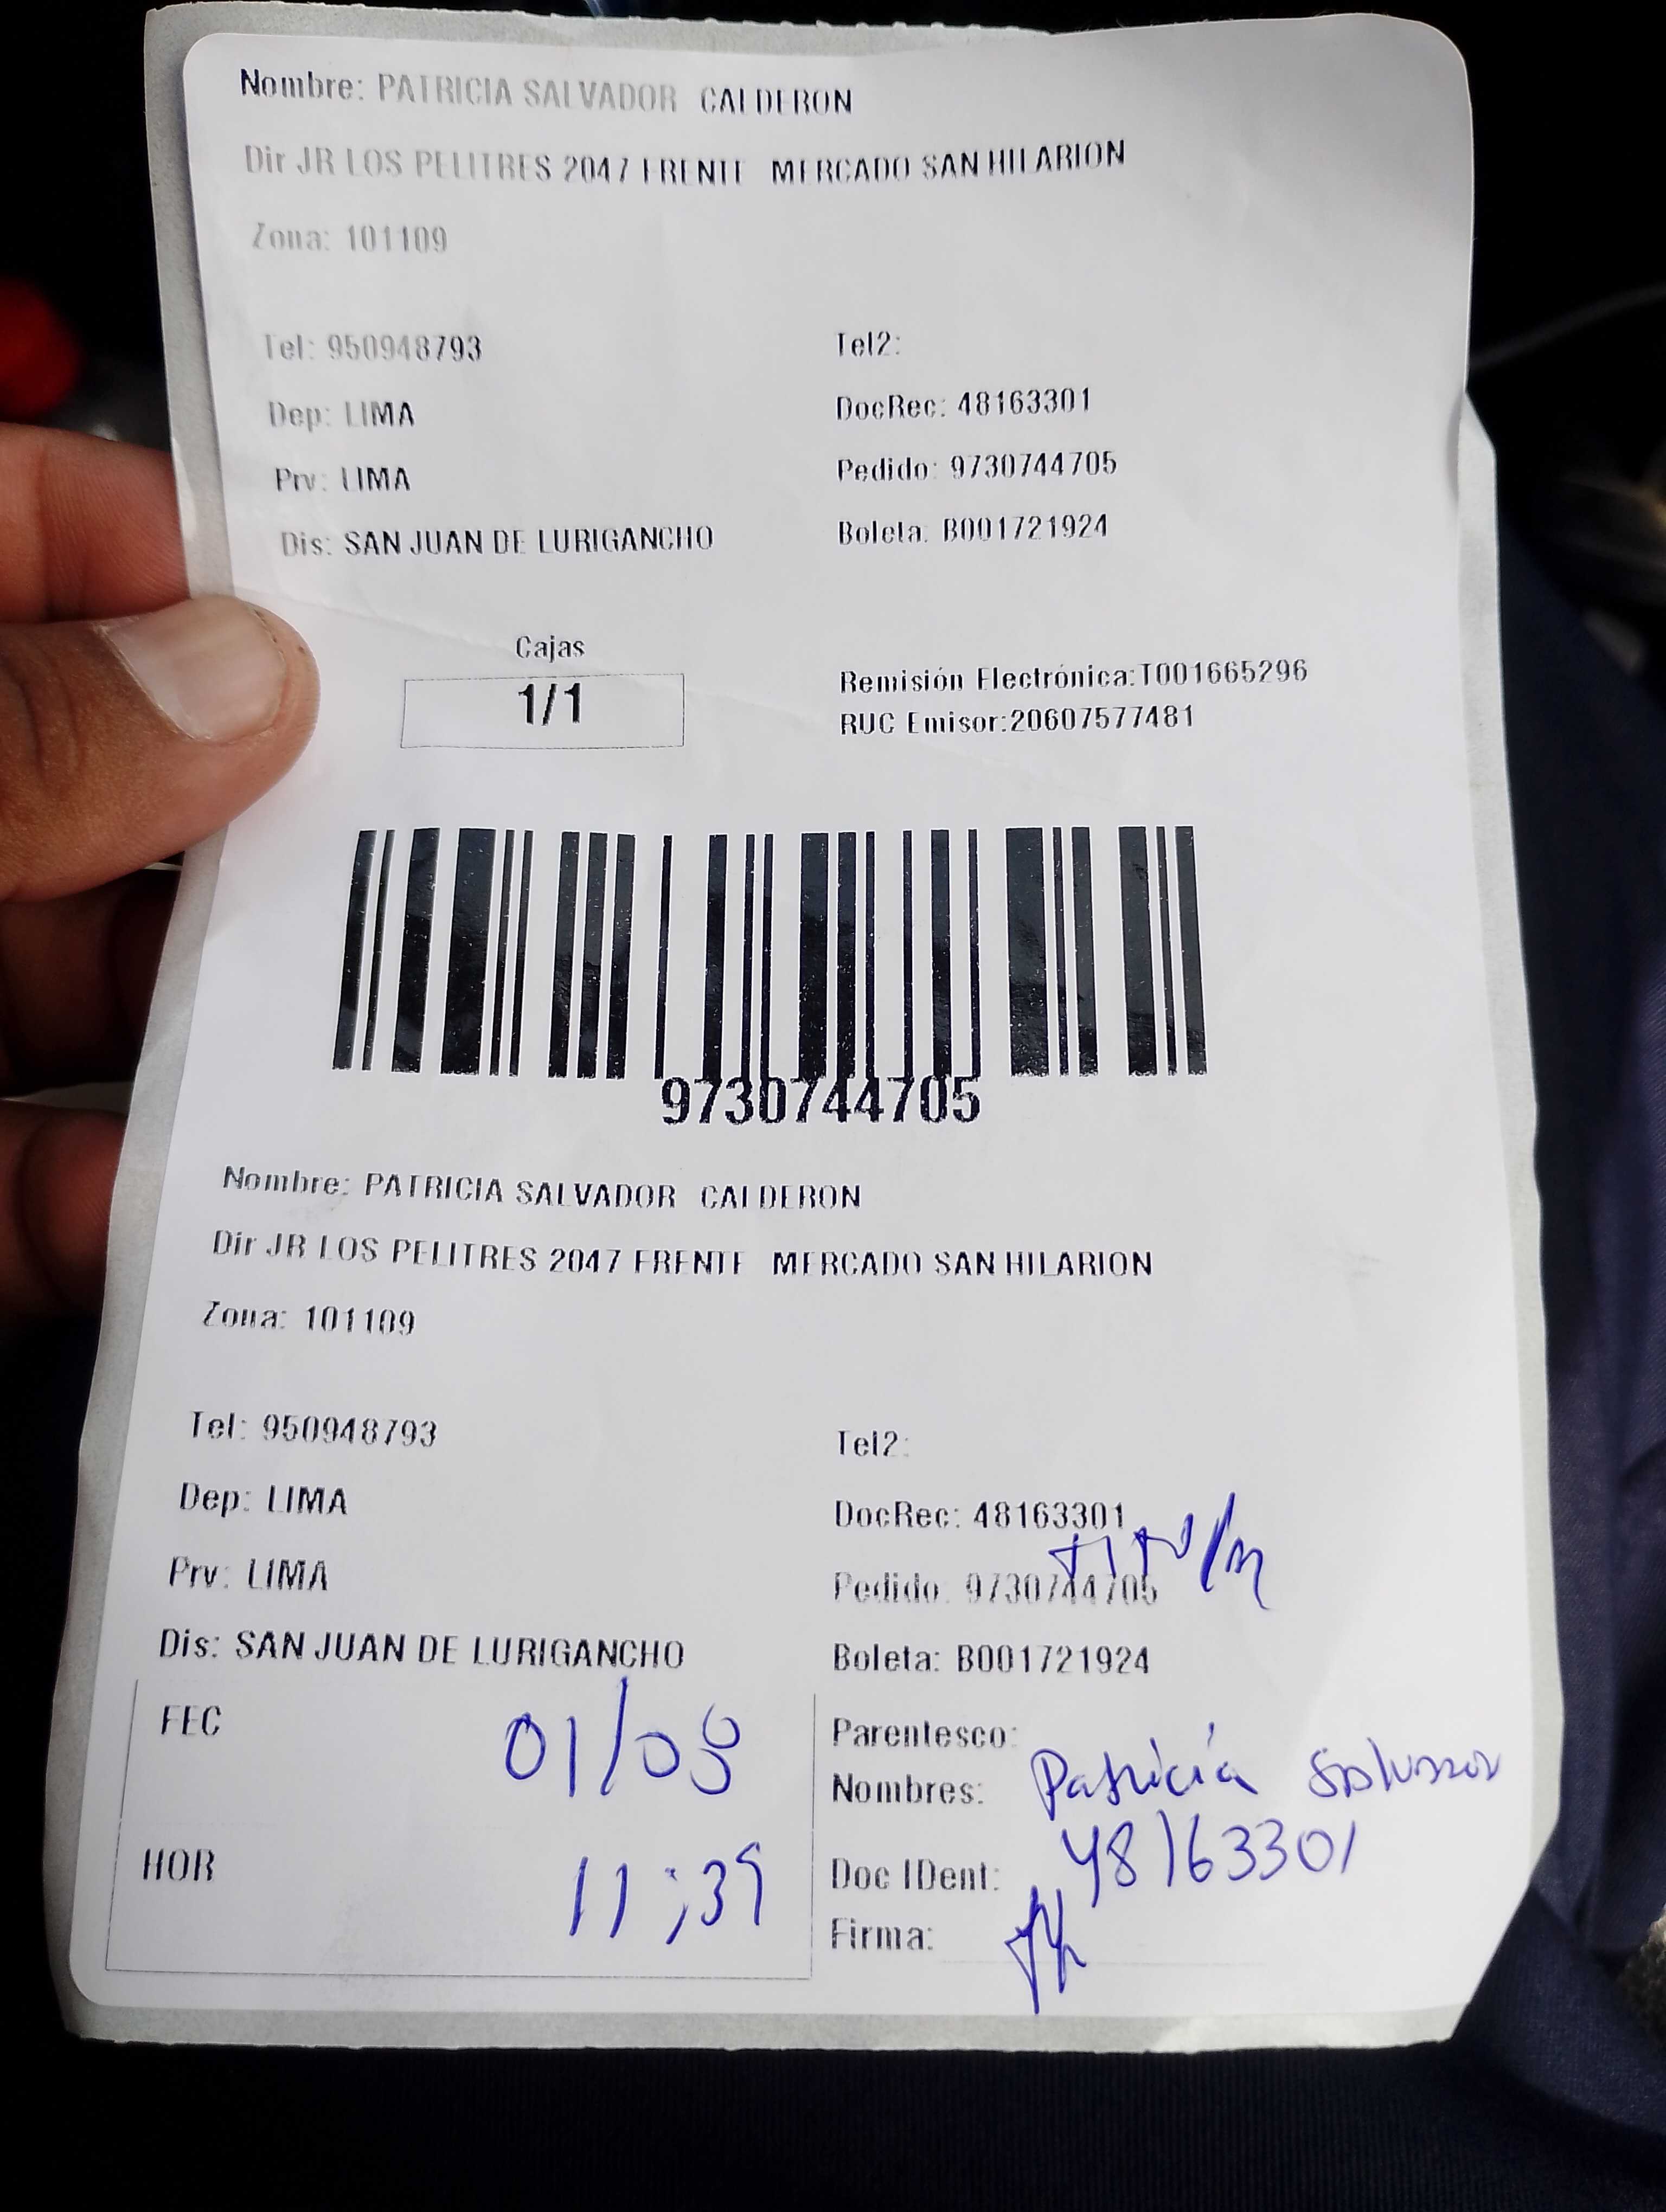 Nombre: PATRICIA SALVADOR CALDERON
Dir JR LOS PELITRES 2047 FRENTE MERCADO SAN HILARION
Zona: 101109
Tel: 950948793 Tel2:
Dep: LIMA DocRec: 48163301
Prv: LIMA Pedido: 9730744705
Dis: SAN JUAN DE LURIGANCHO Boleta: B001721924
Cajas
1/1
Remisión Electrónica:T001665296
RUC Emisor:20607577481
9730744705
Nombre: PATRICIA SALVADOR CALDERON
Dir JR LOS PELITRES 2047 FRENTE MERCADO SAN HILARION
Zona: 101109
Tel: 950948793 Tel2:
Dep: LIMA DocRec: 48163301
Prv: LIMA Pedido: 9730744705
Dis: SAN JUAN DE LURIGANCHO Boleta: B001721924
FEC Parentesco:
Nombres: Patricia Salvador
HOR 11:39 Doc IDent: 48163301
Firma: